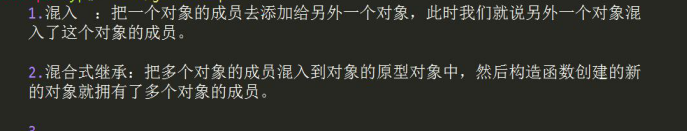 1.混入  ：把一个对象的成员去添加给另外一个对象，此时我们就说另外一个对象混
入了这个对象的成员。
2.混合式继承：把多个对象的成员混入到对象的原型对象中，然后构造函数创建的新
的对象就拥有了多个对象的成员。
3